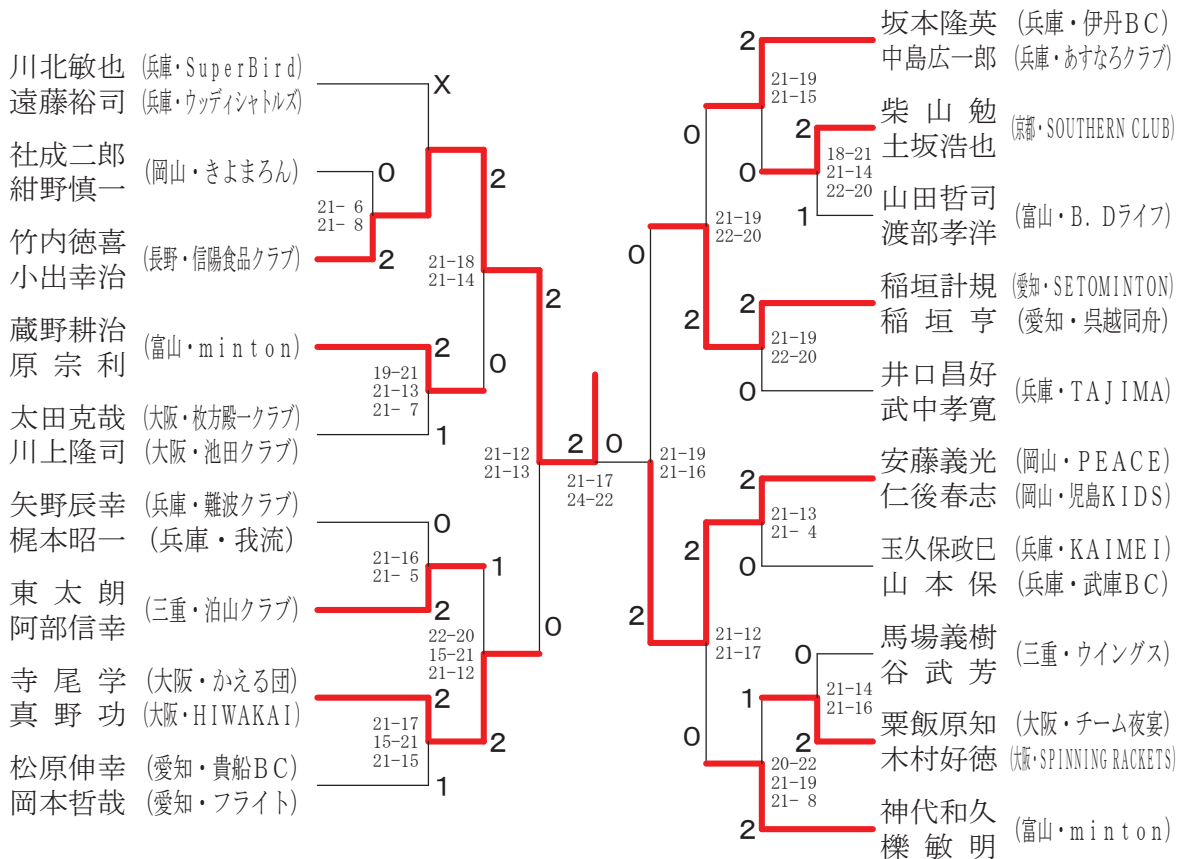 川北敏也 (兵庫・SuperBird)
遠藤裕司 (兵庫・ウッディシャトルズ)
X
社成二郎 (岡山・きよまろん)
紺野慎一
0
21- 6
21- 8
2
竹内徳喜 (長野・信陽食品クラブ)
小出幸治
2
21-18
21-14
2
蔵野耕治 (富山・minton)
原宗利
2
19-21
21-13
21- 7
0
太田克哉 (大阪・枚方殿一クラブ)
川上隆司 (大阪・池田クラブ)
1
21-12
21-13
矢野辰幸 (兵庫・難波クラブ)
梶本昭一 (兵庫・我流)
0
21-16
21- 5
1
東太朗 (三重・泊山クラブ)
阿部信幸
2
22-20
15-21
21-12
0
寺尾学 (大阪・かえる団)
真野功 (大阪・HIWAKAI)
2
21-17
15-21
21-15
2
松原伸幸 (愛知・貴船BC)
岡本哲哉 (愛知・フライト)
1
2 0
21-17
24-22
坂本隆英 (兵庫・伊丹BC)
中島広一郎 (兵庫・あすなろクラブ)
2
21-19
21-15
0
柴山勉 (京都・SOUTHERN CLUB)
土坂浩也
2
18-21
21-14
22-20
0
山田哲司 (富山・B.Dライフ)
渡部孝洋
1
21-19
22-20
0
稲垣計規 (愛知・SETOMINTON)
稲垣亨 (愛知・呉越同舟)
2
21-19
22-20
2
井口昌好 (兵庫・TAJIMA)
武中孝寛
0
21-19
21-16
安藤義光 (岡山・PEACE)
仁後春志 (岡山・児島KIDS)
2
21-13
21- 4
2
玉久保政巳 (兵庫・KAIMEI)
山本保 (兵庫・武庫BC)
0
2
21-12
21-17
馬場義樹 (三重・ウイングス)
谷武芳
0
21-14
21-16
1
粟飯原知 (大阪・チーム夜宴)
木村好徳 (大阪・SPINNING RACKETS)
2
0
20-22
21-19
21- 8
神代和久 (富山・minton)
櫟敏明
2